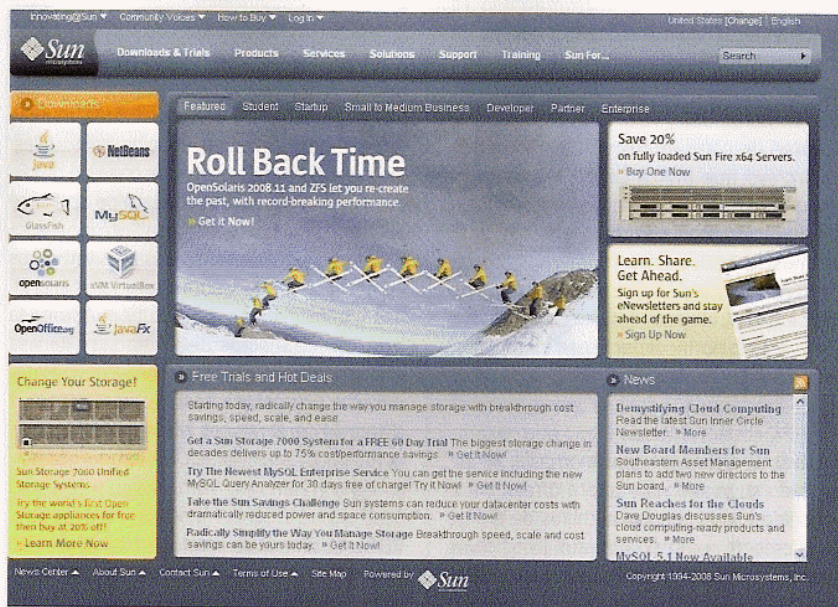 Innovating@Sun Community Voices How to Buy Log In
United States [Change] English
Sun
microsystems
Downloads & Trials Products Services Solutions Support Training Sun For...
Search
Downloads
Java
NetBeans
GlassFish
MySQL
opensolaris
xVM VirtualBox
OpenOffice.org
JavaFX
Change Your Storage!
Sun Storage 7000 Unified
Storage Systems
Try the world's first Open
Storage appliances for free
then buy at 20% off!
» Learn More Now
Featured Student Startup Small to Medium Business Developer Partner Enterprise
Roll Back Time
OpenSolaris 2008.11 and ZFS let you re-create
the past, with record-breaking performance.
» Get it Now!
Save 20%
on fully loaded Sun Fire x64 Servers.
» Buy One Now
Learn. Share.
Get Ahead.
Sign up for Sun's
eNewsletters and stay
ahead of the game.
» Sign Up Now
Free Trials and Hot Deals
Starting today, radically change the way you manage storage with breakthrough cost
savings, speed, scale, and ease.
Get a Sun Storage 7000 System for a FREE 60 Day Trial The biggest storage change in
decades delivers up to 75% cost/performance savings. » Get It Now!
Try The Newest MySQL Enterprise Service You can get the service including the new
MySQL Query Analyzer for 30 days free of charge! Try it Now! » Get It Now!
Take the Sun Savings Challenge Sun systems can reduce your datacenter costs with
dramatically reduced power and space consumption. » Get It Now!
Radically Simplify the Way You Manage Storage Breakthrough speed, scale and cost
savings can be yours today. » Get It Now!
News
Demystifying Cloud Computing
Read the latest Sun Inner Circle
Newsletter. » More
New Board Members for Sun
Southeastern Asset Management
plans to add two new directors to the
Sun board. » More
Sun Reaches for the Clouds
Dave Douglas discusses Sun's
cloud computing-ready products and
services. » More
MySQL 5.1 Now Available
News Center About Sun Contact Sun Terms of Use Site Map Powered by Sun
Copyright 1994-2008 Sun Microsystems, Inc.